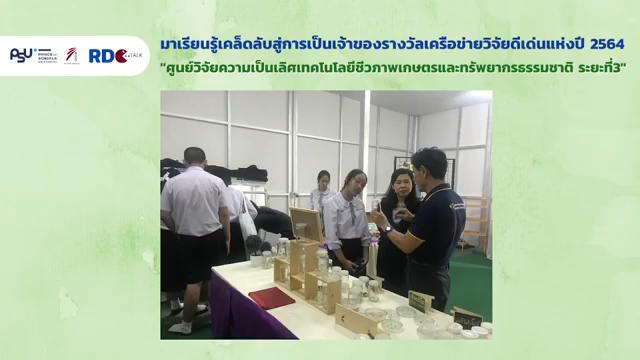 PSU
PRINCE OF
SONGKLA
UNIVERSITY
RDO TALK
มาเรียนรู้เคล็ดลับสู่การเป็นเจ้าของรางวัลเครือข่ายวิจัยดีเด่นแห่งปี 2564
"ศูนย์วิจัยความเป็นเลิศเทคโนโลยีชีวภาพเกษตรและทรัพยากรธรรมชาติ ระยะที่3"